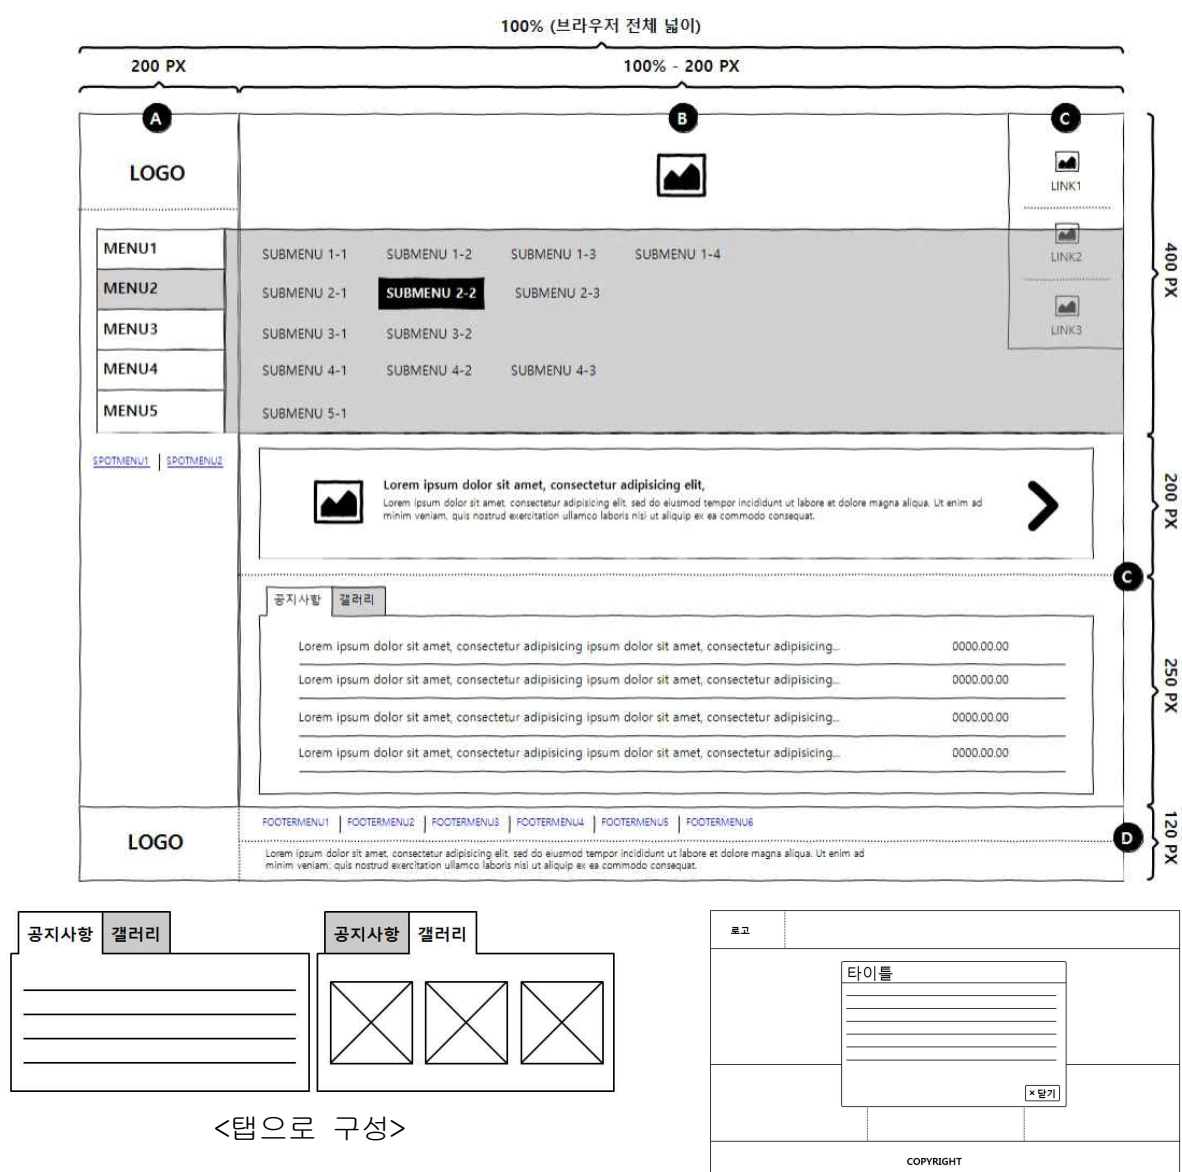 100% (브라우저 전체 넓이)
200 PX
100% - 200 PX
A
B
C
LOGO
LINK1
LINK2
LINK3
MENU1
SUBMENU 1-1 SUBMENU 1-2 SUBMENU 1-3 SUBMENU 1-4
MENU2
SUBMENU 2-1 SUBMENU 2-2 SUBMENU 2-3
MENU3
SUBMENU 3-1 SUBMENU 3-2
MENU4
SUBMENU 4-1 SUBMENU 4-2 SUBMENU 4-3
MENU5
SUBMENU 5-1
400 PX
SPOTMENU1 SPOTMENU2
Lorem ipsum dolor sit amet, consectetur adipisicing elit,
Lorem ipsum dolor sit amet, consectetur adipisicing elit, sed do eiusmod tempor incididunt ut labore et dolore magna aliqua. Ut enim ad
minim veniam, quis nostrud exercitation ullamco laboris nisi ut aliquip ex ea commodo consequat.
200 PX
C
공지사항 갤러리
Lorem ipsum dolor sit amet, consectetur adipisicing ipsum dolor sit amet, consectetur adipisicing... 0000.00.00
Lorem ipsum dolor sit amet, consectetur adipisicing ipsum dolor sit amet, consectetur adipisicing... 0000.00.00
Lorem ipsum dolor sit amet, consectetur adipisicing ipsum dolor sit amet, consectetur adipisicing... 0000.00.00
Lorem ipsum dolor sit amet, consectetur adipisicing ipsum dolor sit amet, consectetur adipisicing... 0000.00.00
250 PX
LOGO
FOOTERMENU1 FOOTERMENU2 FOOTERMENU3 FOOTERMENU4 FOOTERMENU5 FOOTERMENU6
Lorem ipsum dolor sit amet, consectetur adipisicing elit, sed do eiusmod tempor incididunt ut labore et dolore magna aliqua. Ut enim ad
minim veniam, quis nostrud exercitation ullamco laboris nisi ut aliquip ex ea commodo consequat.
D
120 PX
공지사항 갤러리
공지사항 갤러리
<탭으로 구성>
로고
타이틀
× 닫기
COPYRIGHT